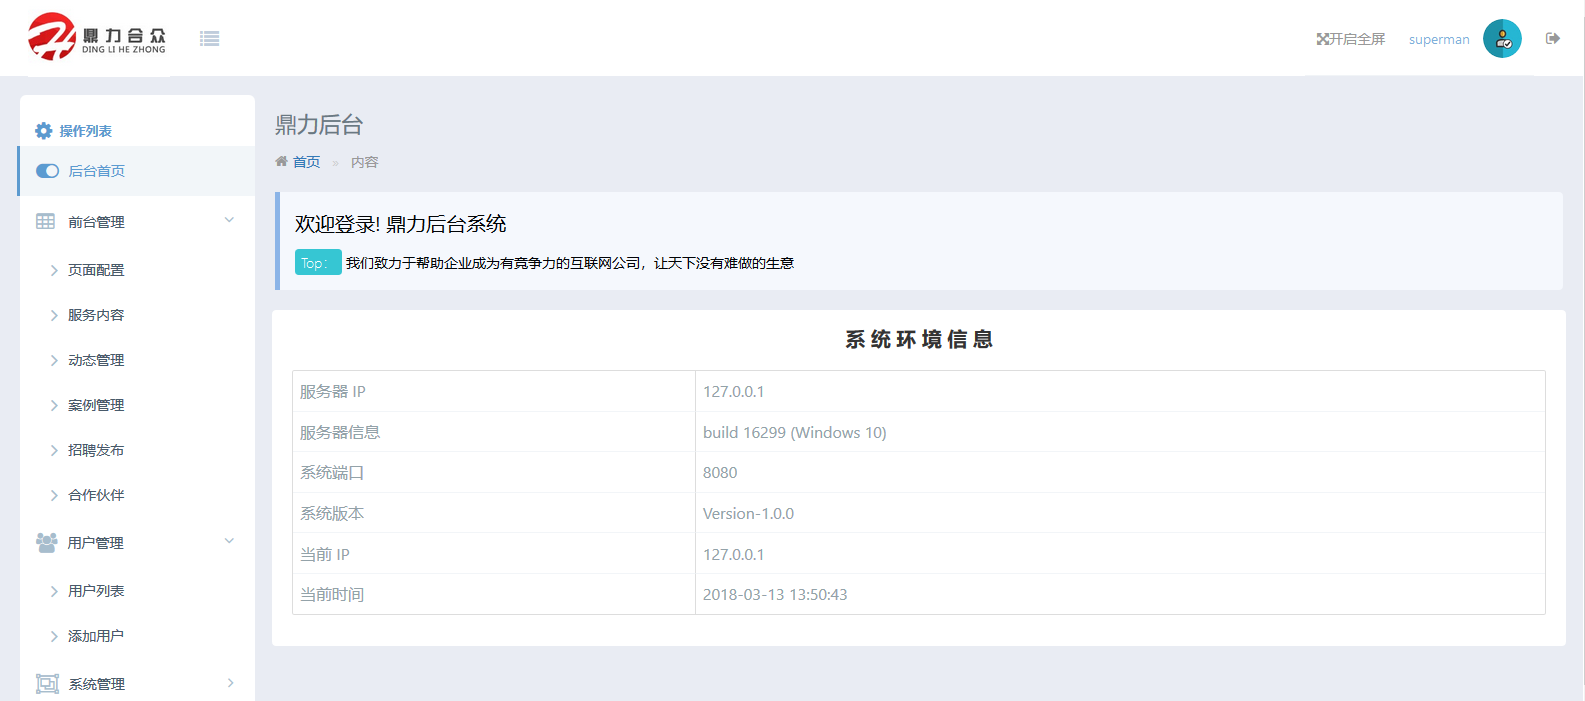 鼎力合众
DING LI HE ZHONG
开启全屏
superman
操作列表
后台首页
前台管理
页面配置
服务内容
动态管理
案例管理
招聘发布
合作伙伴
用户管理
用户列表
添加用户
系统管理
鼎力后台
首页 » 内容
欢迎登录! 鼎力后台系统
Top： 我们致力于帮助企业成为有竞争力的互联网公司，让天下没有难做的生意
系统环境信息
服务器 IP 127.0.0.1
服务器信息 build 16299 (Windows 10)
系统端口 8080
系统版本 Version-1.0.0
当前 IP 127.0.0.1
当前时间 2018-03-13 13:50:43